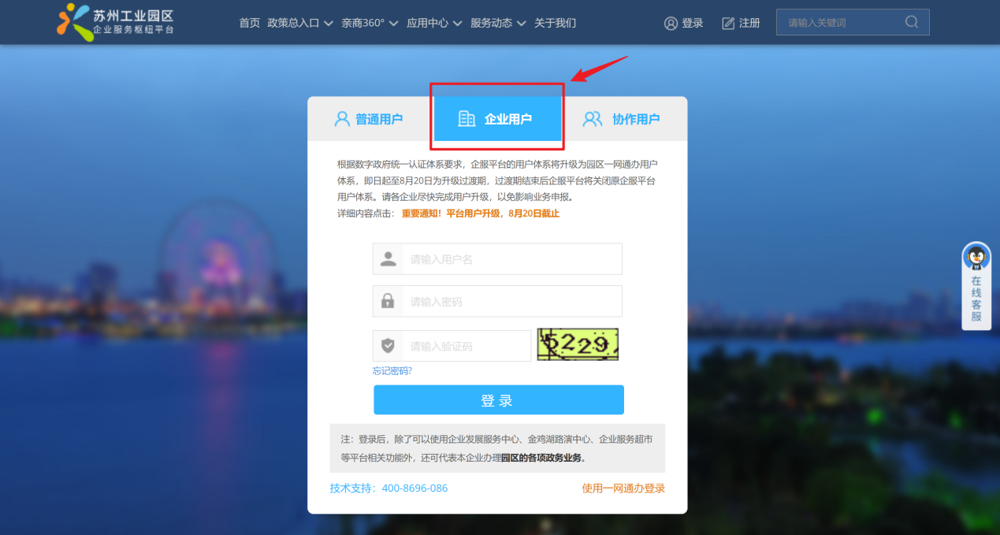 苏州工业园区
企业服务枢纽平台
首页 政策总入口 亲商360° 应用中心 服务动态 关于我们
登录 注册 请输入关键词
普通用户 企业用户 协作用户
根据数字政府统一认证体系要求，企服平台的用户体系将升级为园区一网通办用户
体系，即日起至8月20日为升级过渡期，过渡期结束后企服平台将关闭原企服平台
用户体系。请各企业尽快完成用户升级，以免影响业务申报。
详细内容点击： 重要通知！平台用户升级，8月20日截止
请输入用户名
请输入密码
请输入验证码 5229
忘记密码?
登 录
注：登录后，除了可以使用企业发展服务中心、金鸡湖路演中心、企业服务超市
等平台相关功能外，还可代表本企业办理园区的各项政务业务。
技术支持：400-8696-086 使用一网通办登录
在线客服